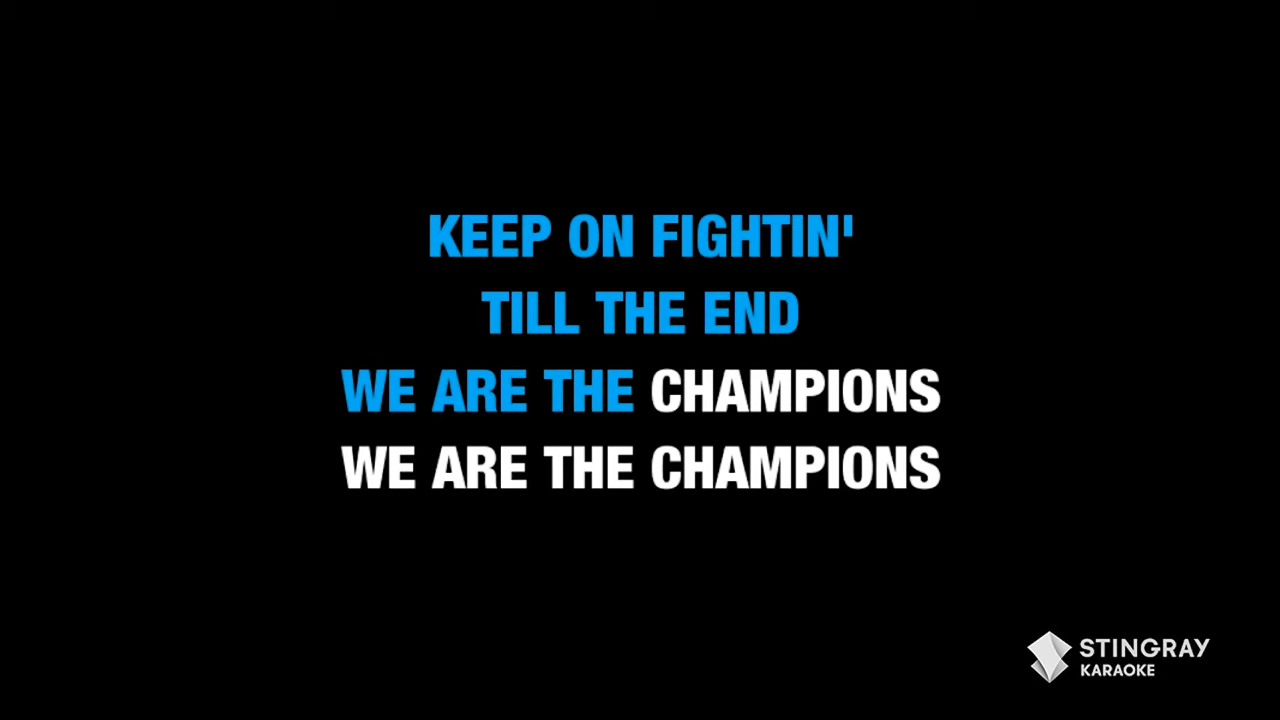 KEEP ON FIGHTIN'
TILL THE END
WE ARE THE CHAMPIONS
WE ARE THE CHAMPIONS
STINGRAY
KARAOKE